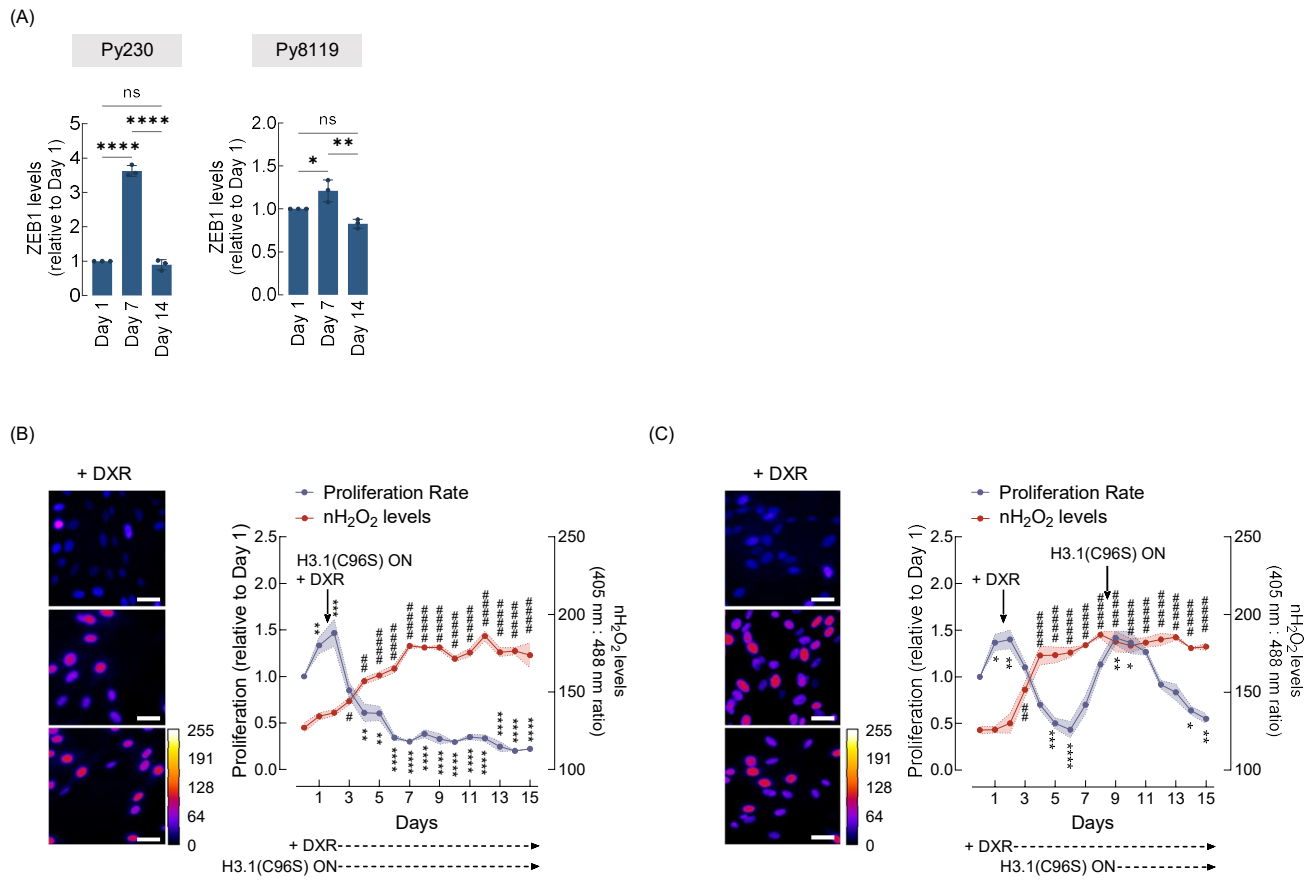 (A)
Py230
Py8119
ns
****
****
ZEB1 levels
(relative to Day 1)
5
4
3
2
1
0
Day 1
Day 7
Day 14
ns
**
*
ZEB1 levels
(relative to Day 1)
2.0
1.5
1.0
0.5
0.0
Day 1
Day 7
Day 14
(B)
+ DXR
255
191
128
64
0
Proliferation Rate
nH2O2 levels
H3.1(C96S) ON
+ DXR
Proliferation (relative to Day 1)
2.5
2.0
1.5
1.0
0.5
0.0
250
200
150
100
nH2O2 levels
(405 nm : 488 nm ratio)
1 3 5 7 9 11 13 15
Days
+ DXR
H3.1(C96S) ON
(C)
+ DXR
255
191
128
64
0
Proliferation Rate
nH2O2 levels
H3.1(C96S) ON
+ DXR
Proliferation (relative to Day 1)
2.5
2.0
1.5
1.0
0.5
0.0
250
200
150
100
nH2O2 levels
(405 nm : 488 nm ratio)
1 3 5 7 9 11 13 15
Days
+ DXR
H3.1(C96S) ON